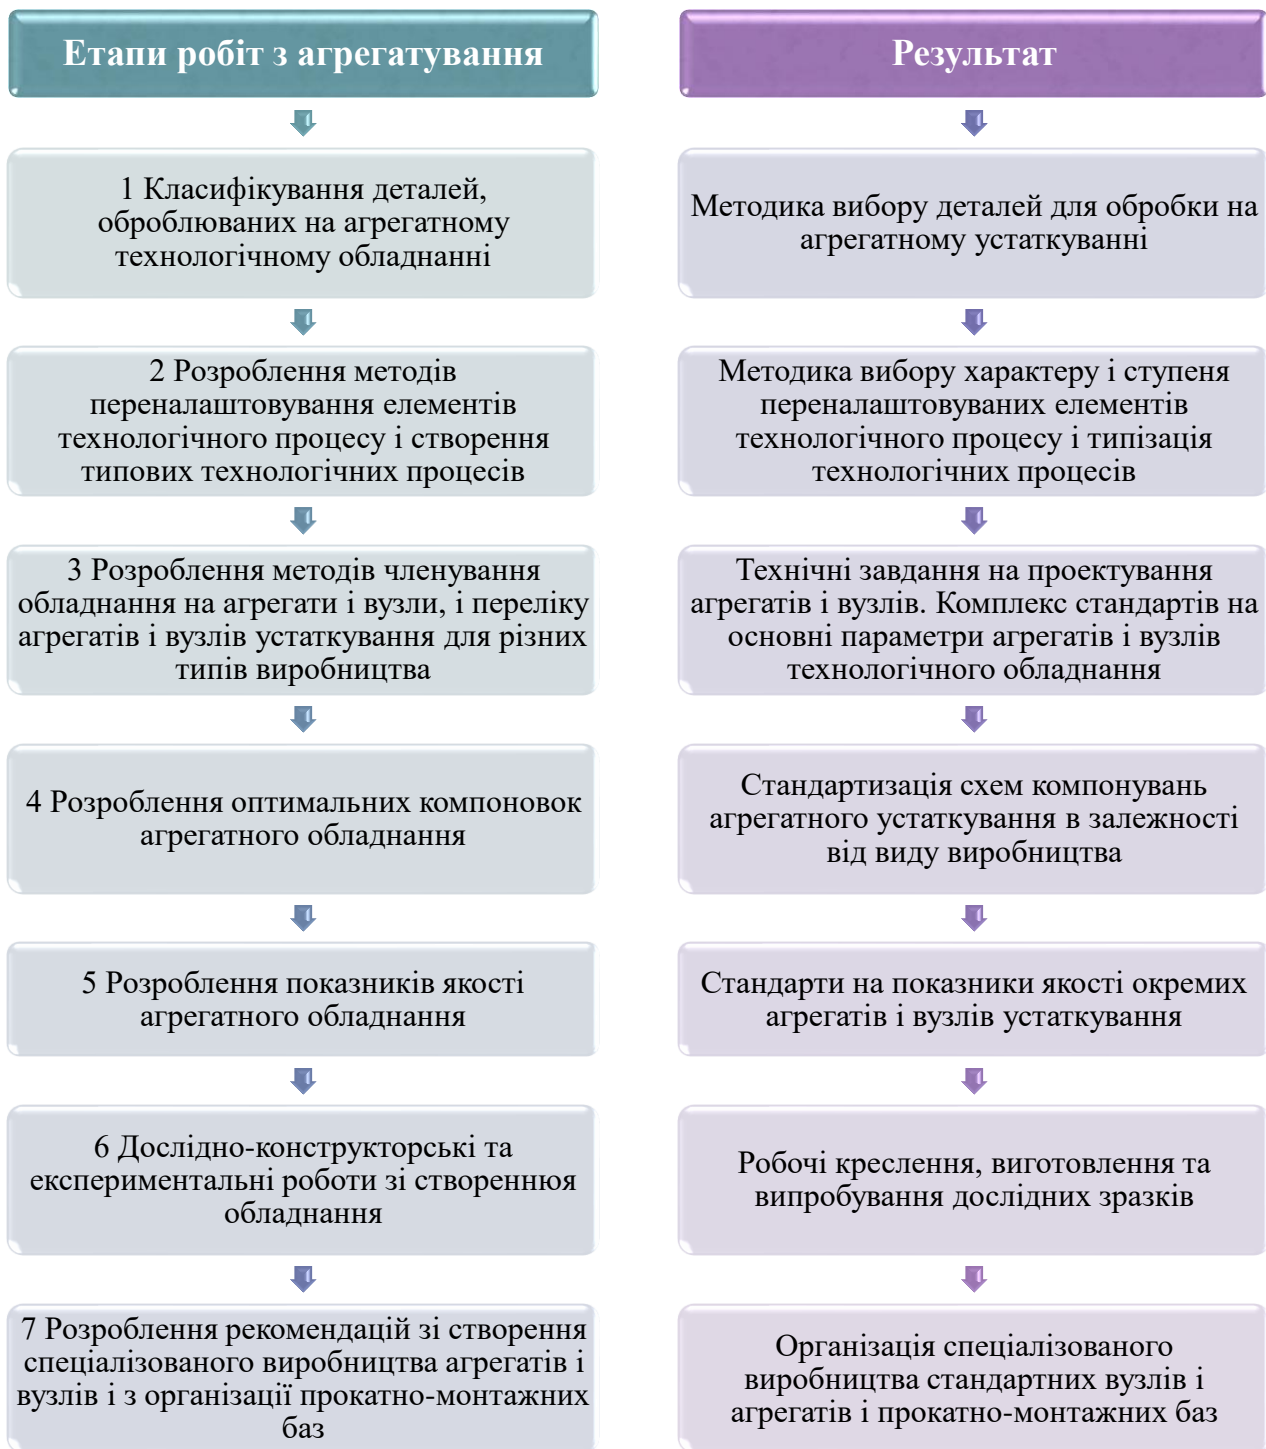 Етапи робіт з агрегатування
1 Класифікування деталей,
оброблюваних на агрегатному
технологічному обладнанні
2 Розроблення методів
переналаштовування елементів
технологічного процесу і створення
типових технологічних процесів
3 Розроблення методів членування
обладнання на агрегати і вузли, і переліку
агрегатів і вузлів устаткування для різних
типів виробництва
4 Розроблення оптимальних компоновок
агрегатного обладнання
5 Розроблення показників якості
агрегатного обладнання
6 Дослідно-конструкторські та
експериментальні роботи зі створеннюя
обладнання
7 Розроблення рекомендацій зі створення
спеціалізованого виробництва агрегатів і
вузлів і з організації прокатно-монтажних
баз
Результат
Методика вибору деталей для обробки на
агрегатному устаткуванні
Методика вибору характеру і ступеня
переналаштовуваних елементів
технологічного процесу і типізація
технологічних процесів
Технічні завдання на проектування
агрегатів і вузлів. Комплекс стандартів на
основні параметри агрегатів і вузлів
технологічного обладнання
Стандартизація схем компонувань
агрегатного устаткування в залежності
від виду виробництва
Стандарти на показники якості окремих
агрегатів і вузлів устаткування
Робочі креслення, виготовлення та
випробування дослідних зразків
Організація спеціалізованого
виробництва стандартних вузлів і
агрегатів і прокатно-монтажних баз